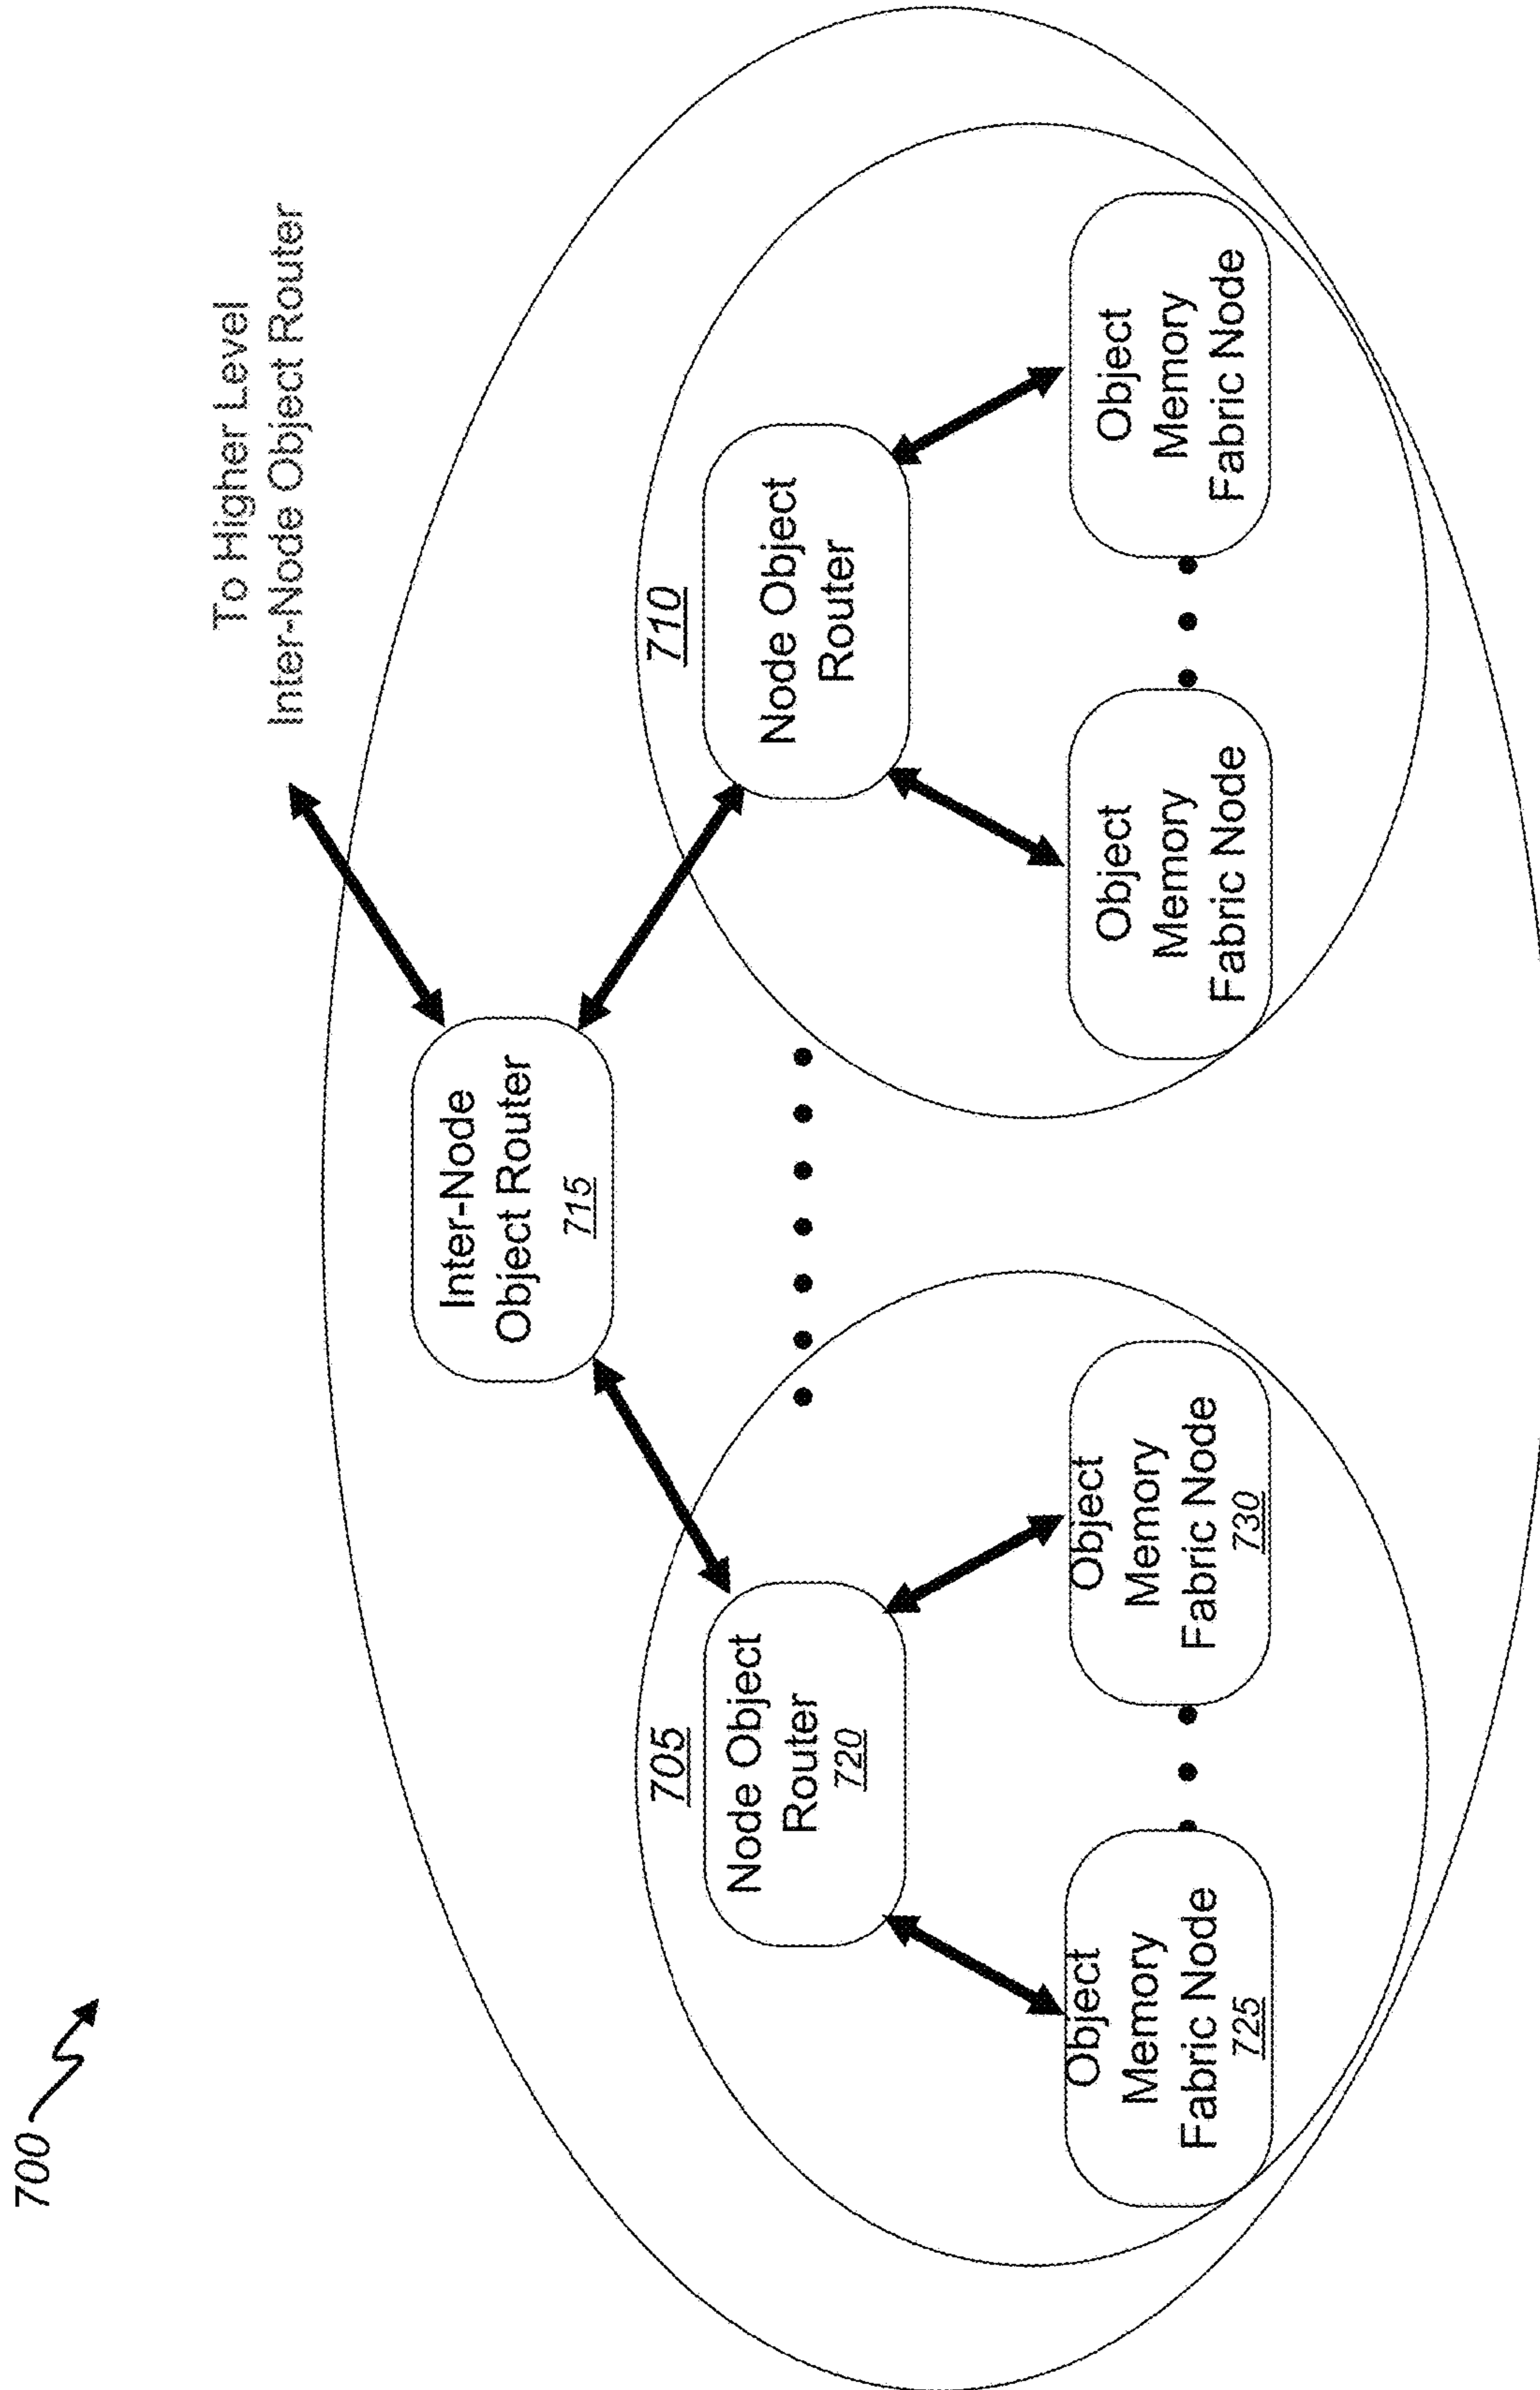 700
To Higher Level
Inter-Node Object Router
Inter-Node
Object Router
715
705
Node Object
Router
720
710
Node Object
Router
Object
Memory
Fabric Node
725
Object
Memory
Fabric Node
730
Object
Memory
Fabric Node
Object
Memory
Fabric Node